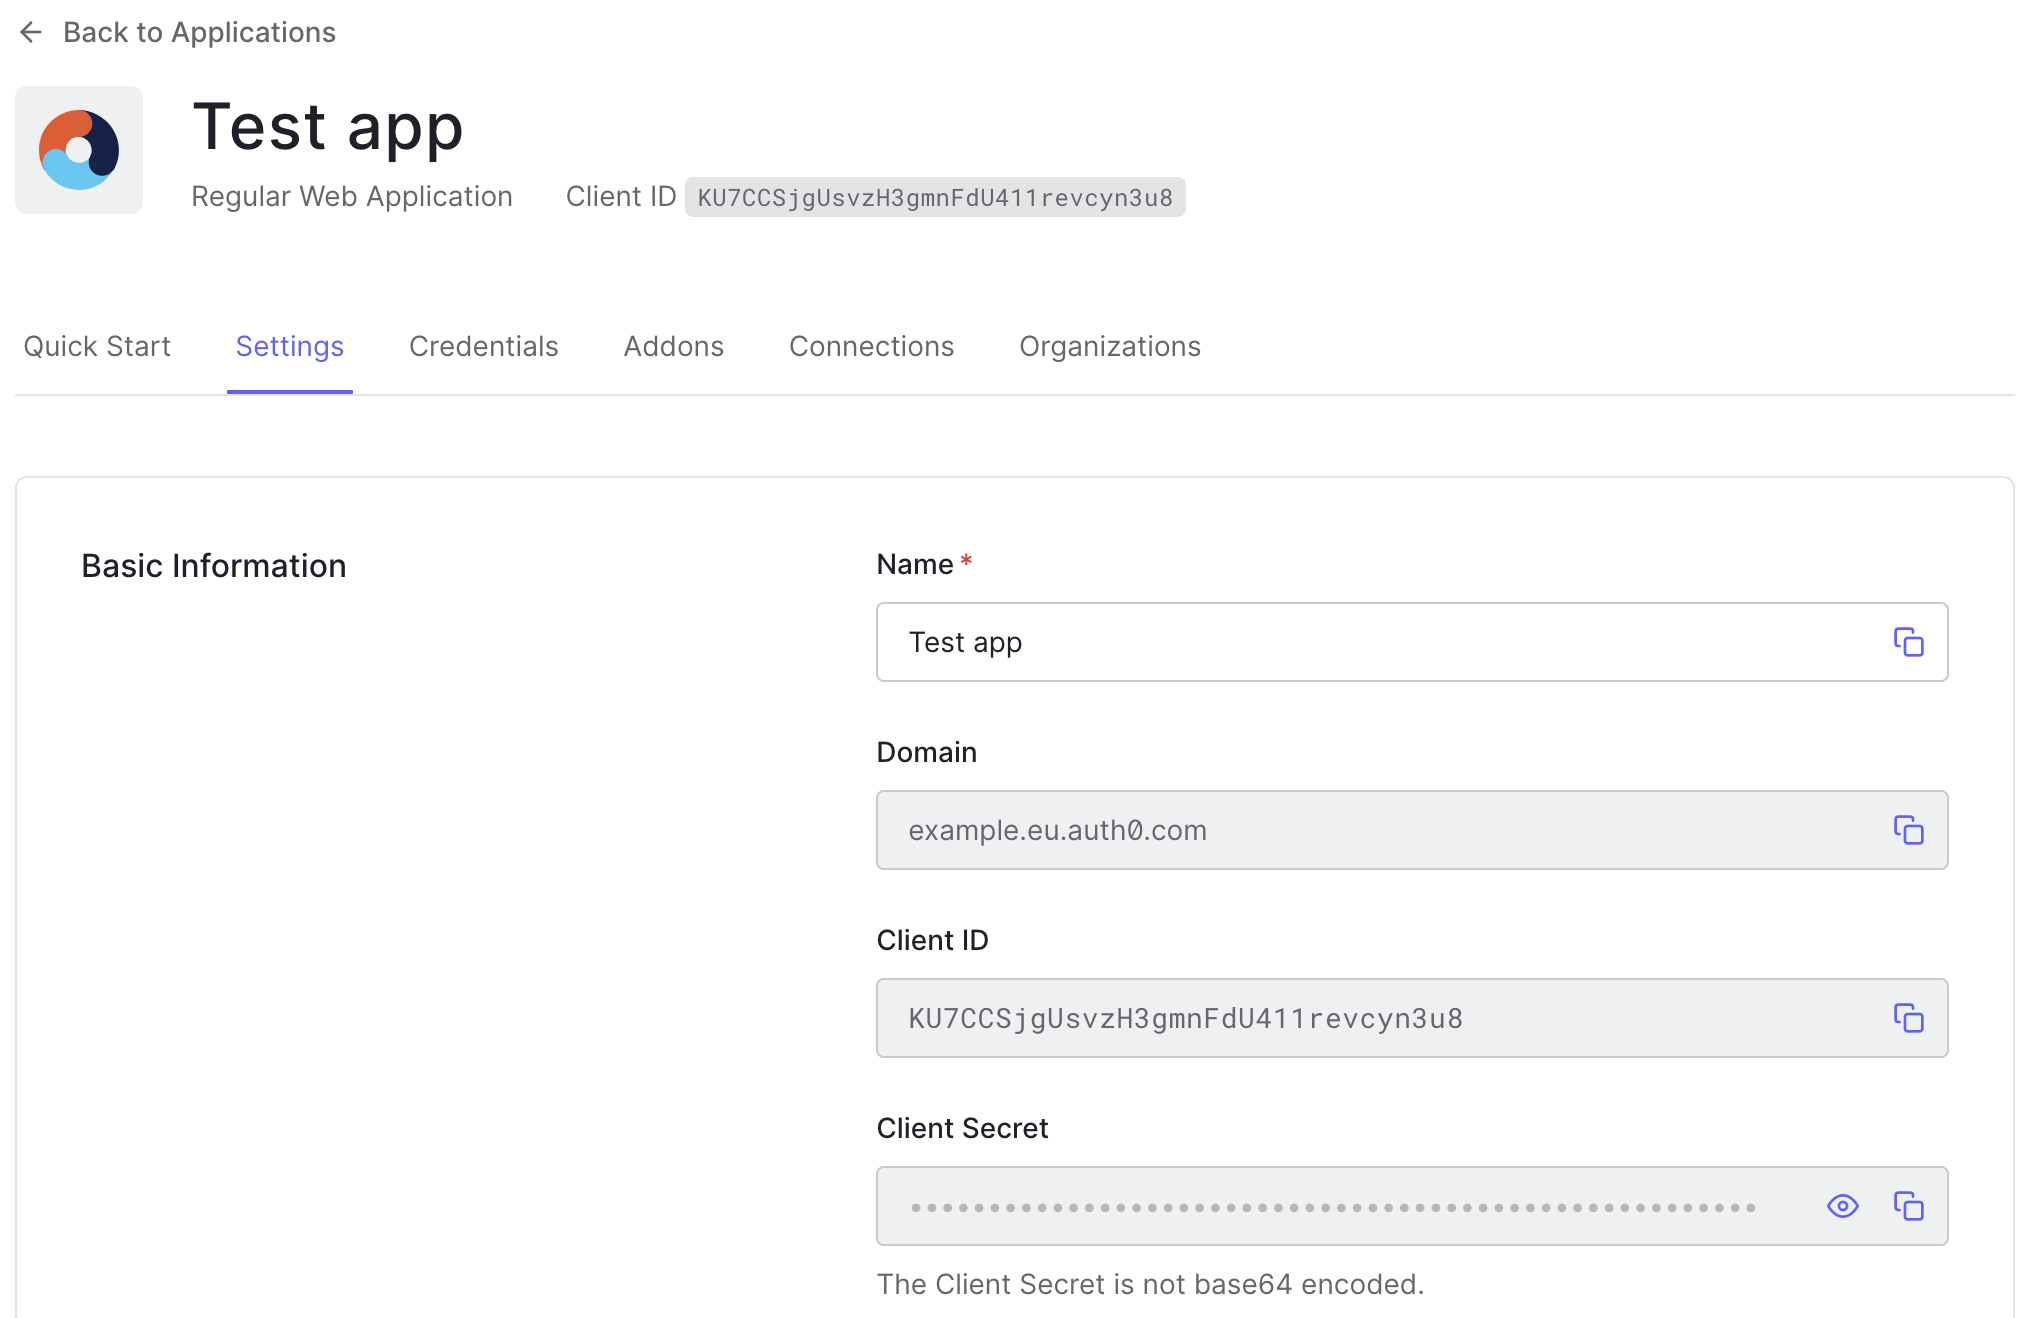 Back to Applications
Test app
Regular Web Application Client ID KU7CCSjgUsvzH3gmnFdU411revcyn3u8
Quick Start Settings Credentials Addons Connections Organizations
Basic Information
Name *
Test app
Domain
example.eu.auth0.com
Client ID
KU7CCSjgUsvzH3gmnFdU411revcyn3u8
Client Secret
••••••••••••••••••••••••••••••••••••••••••••••••••••••
The Client Secret is not base64 encoded.